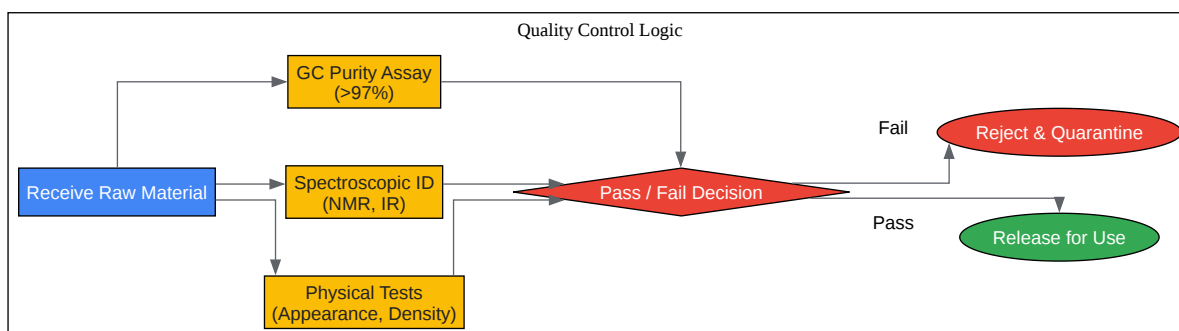 Quality Control Logic
GC Purity Assay
(>97%)
Receive Raw Material
Spectroscopic ID
(NMR, IR)
Physical Tests
(Appearance, Density)
Pass / Fail Decision
Fail
Reject & Quarantine
Pass
Release for Use